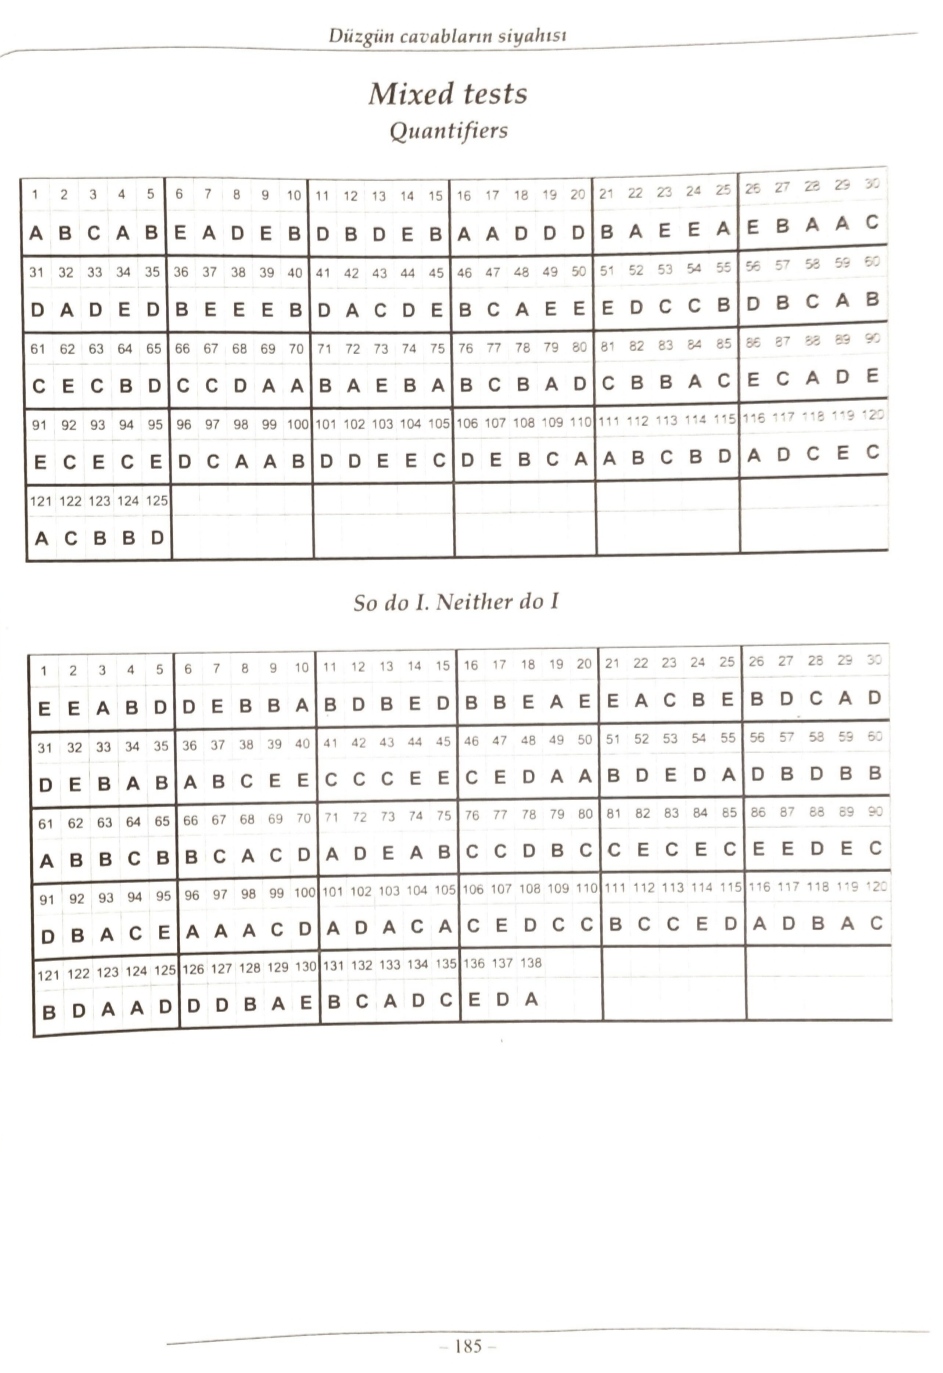 Düzgün cavabların siyahısı
Mixed tests
Quantifiers
1 2 3 4 5 6 7 8 9 10 11 12 13 14 15 16 17 18 19 20 21 22 23 24 25 26 27 28 29 30
A B C A B E A D E B D B D E B A A D D D B A E E A E B A A C
31 32 33 34 35 36 37 38 39 40 41 42 43 44 45 46 47 48 49 50 51 52 53 54 55 56 57 58 59 60
D A D E D B E E E B D A C D E B C A E E E D C C B D B C A B
61 62 63 64 65 66 67 68 69 70 71 72 73 74 75 76 77 78 79 80 81 82 83 84 85 86 87 88 89 90
C E C B D C C D A A B A E B A B C B A D C B B A C E C A D E
91 92 93 94 95 96 97 98 99 100 101 102 103 104 105 106 107 108 109 110 111 112 113 114 115 116 117 118 119 120
E C E C E D C A A B D D E E C D E B C A A B C B D A D C E C
121 122 123 124 125
A C B B D
So do I. Neither do I
1 2 3 4 5 6 7 8 9 10 11 12 13 14 15 16 17 18 19 20 21 22 23 24 25 26 27 28 29 30
E E A B D D E B B A B D B E D B B E A E E A C B E B D C A D
31 32 33 34 35 36 37 38 39 40 41 42 43 44 45 46 47 48 49 50 51 52 53 54 55 56 57 58 59 60
D E B A B A B C E E C C C E E C E D A A B D E D A D B D B B
61 62 63 64 65 66 67 68 69 70 71 72 73 74 75 76 77 78 79 80 81 82 83 84 85 86 87 88 89 90
A B B C B B C A C D A D E A B C C D B C C E C E C E E D E C
91 92 93 94 95 96 97 98 99 100 101 102 103 104 105 106 107 108 109 110 111 112 113 114 115 116 117 118 119 120
D B A C E A A A C D A D A C A C E D C C B C C E D A D B A C
121 122 123 124 125 126 127 128 129 130 131 132 133 134 135 136 137 138
B D A A D D D B A E B C A D C E D A
- 185 -